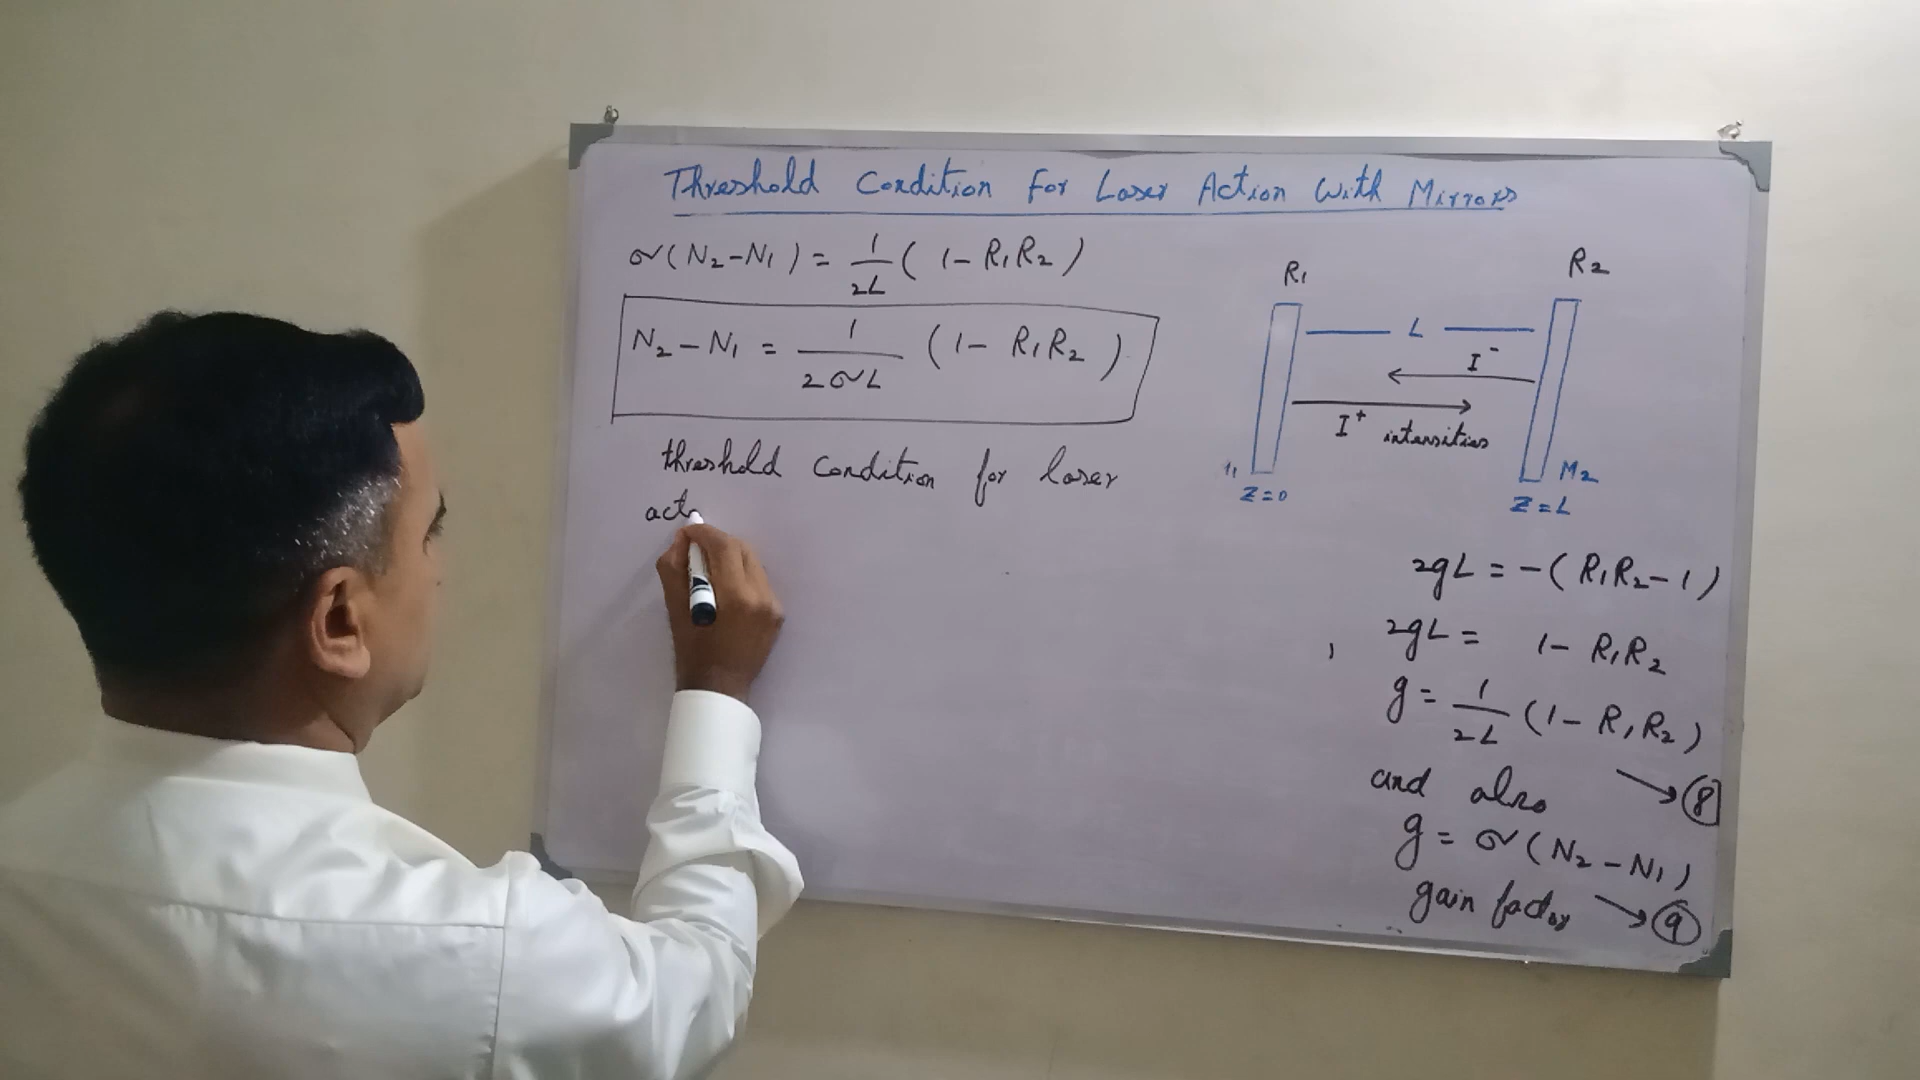 Threshold Condition For Laser Action With Mirrors
σ(N₂-N₁) = 1/2L (1-R₁R₂)
N₂-N₁ = 1/2σL (1-R₁R₂)
threshold condition for laser
act
R₁
R₂
L
I⁻
I⁺ intensities
M₂
Z=0
Z=L
2gL = -(R₁R₂-1)
2gL = 1-R₁R₂
g = 1/2L (1-R₁R₂)
→ 8
and also
g = σ(N₂-N₁)
gain factor → 9